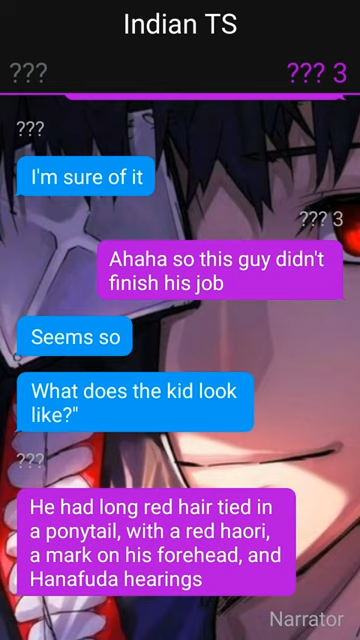 Indian TS
???
??? 3
???
I'm sure of it
??? 3
Ahaha so this guy didn't
finish his job
Seems so
What does the kid look
like?"
???
He had long red hair tied in
a ponytail, with a red haori,
a mark on his forehead, and
Hanafuda hearings
Narrator